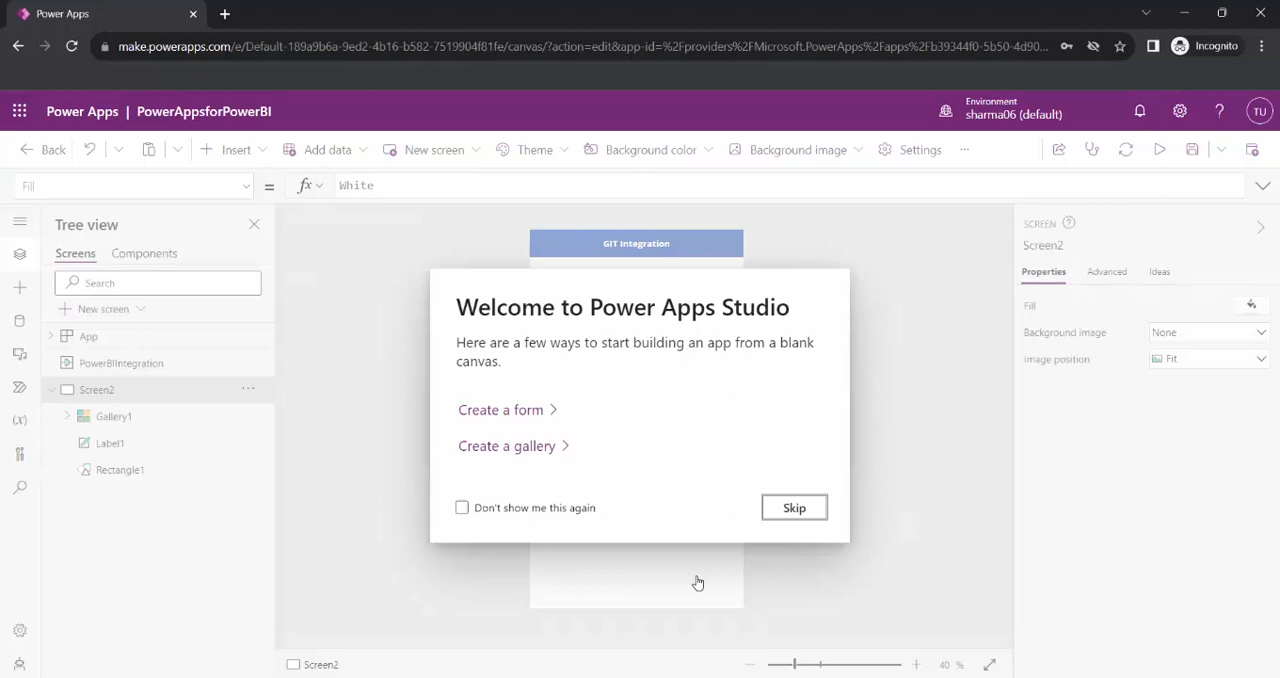 Power Apps
make.powerapps.com/e/Default-189a9b6a-9ed2-4b16-b582-7519904f81fe/canvas/?action=edit&app-id=%2Fproviders%2FMicrosoft.PowerApps%2Fapps%2Fb39344f0-5b50-4d90...
Incognito
Power Apps | PowerAppsforPowerBI
Environment
sharma06 (default)
TU
Back
Insert
Add data
New screen
Theme
Background color
Background image
Settings
Fill
=
fx
White
Tree view
Screens
Components
Search
New screen
App
PowerBIIntegration
Screen2
Gallery1
Label1
Rectangle1
GIT Integration
Welcome to Power Apps Studio
Here are a few ways to start building an app from a blank
canvas.
Create a form
Create a gallery
Don't show me this again
Skip
SCREEN
Screen2
Properties
Advanced
Ideas
Fill
Background image
None
Image position
Fit
Screen2
40 %